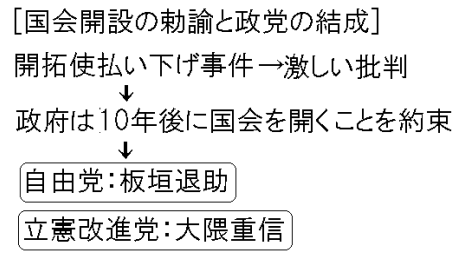 [国会開設の勅諭と政党の結成]
開拓使払い下げ事件→激しい批判
↓
政府は10年後に国会を開くことを約束
↓
自由党：板垣退助
立憲改進党：大隈重信